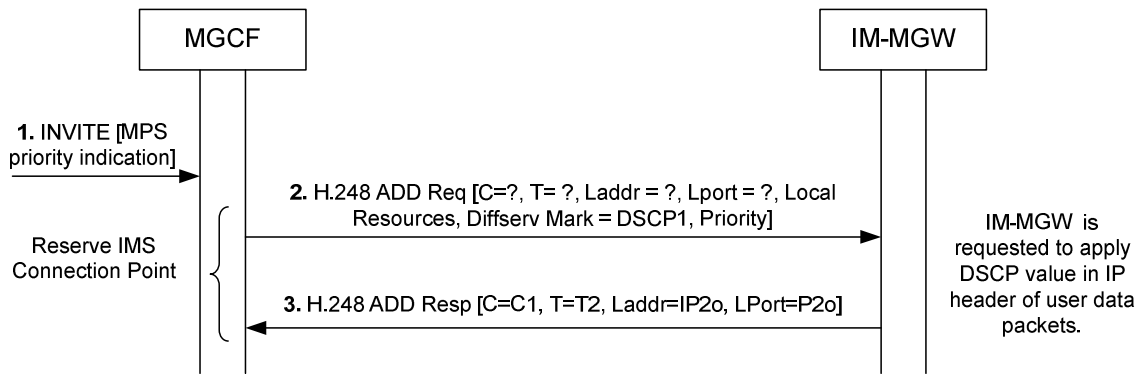 MGCF
IM-MGW
1. INVITE [MPS
priority indication]
2. H.248 ADD Req [C=?, T= ?, Laddr = ?, Lport = ?, Local
Resources, Diffserv Mark = DSCP1, Priority]
Reserve IMS
Connection Point
IM-MGW is
requested to apply
DSCP value in IP
header of user data
packets.
3. H.248 ADD Resp [C=C1, T=T2, Laddr=IP2o, LPort=P2o]